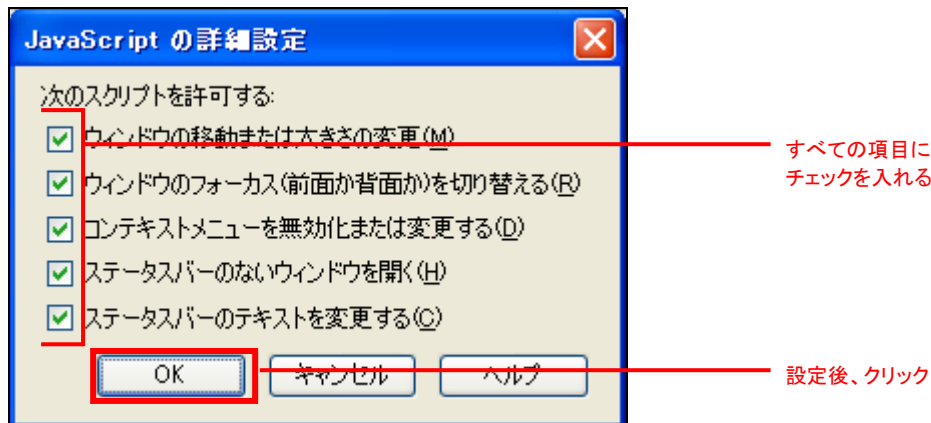 JavaScript の詳細設定
次のスクリプトを許可する:
ウィンドウの移動または大きさの変更(M)
すべての項目に
チェックを入れる
ウィンドウのフォーカス(前面か背面か)を切り替える(R)
コンテキストメニューを無効化または変更する(D)
ステータスバーのないウィンドウを開く(H)
ステータスバーのテキストを変更する(C)
OK キャンセル ヘルプ
設定後、クリック